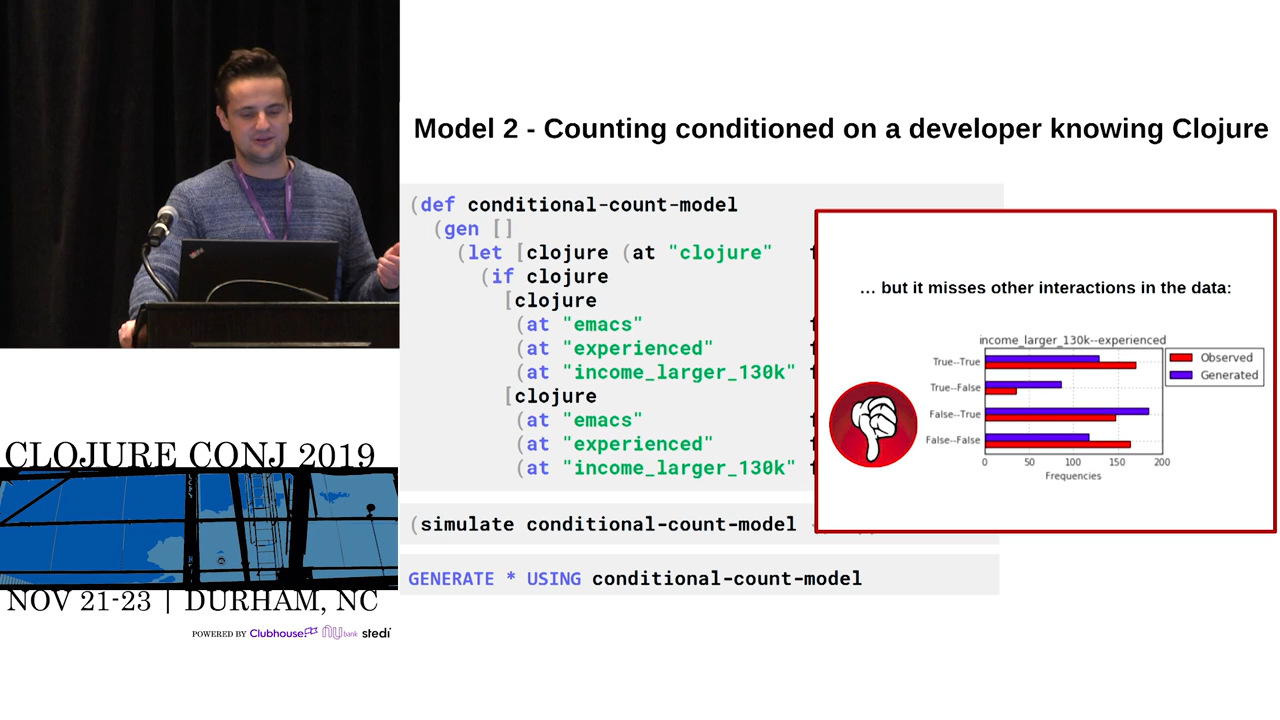 Model 2 - Counting conditioned on a developer knowing Clojure
(def conditional-count-model
(gen []
(let [clojure (at "clojure"
(if clojure
[clojure
(at "emacs"
(at "experienced"
(at "income_larger_130k"
[clojure
(at "emacs"
(at "experienced"
(at "income_larger_130k"
(simulate conditional-count-model
GENERATE * USING conditional-count-model
... but it misses other interactions in the data:
income_larger_130k--experienced
True--True
True--False
False--True
False--False
0 50 100 150 200
Frequencies
Observed
Generated
CLOJURE CONJ 2019
NOV 21-23 | DURHAM, NC
POWERED BY Clubhouse nu bank stedi